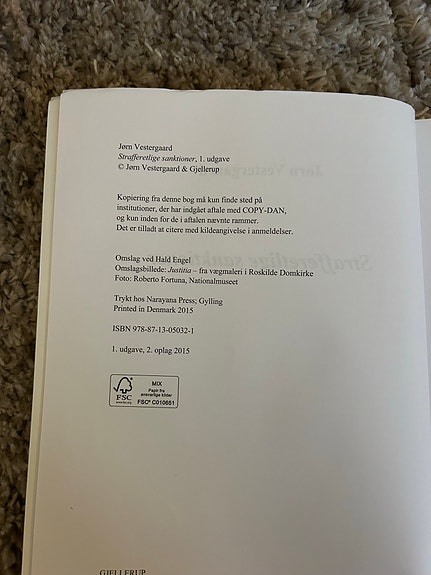 Jørn Vestergaard
Strafferetlige sanktioner, 1. udgave
© Jørn Vestergaard & Gjellerup
Kopiering fra denne bog må kun finde sted på
institutioner, der har indgået aftale med COPY-DAN,
og kun inden for de i aftalen nævnte rammer.
Det er tilladt at citere med kildeangivelse i anmeldelser.
Omslag ved Hald Engel
Omslagsbillede: Justitia – fra vægmaleri i Roskilde Domkirke
Foto: Roberto Fortuna, Nationalmuseet
Trykt hos Narayana Press; Gylling
Printed in Denmark 2015
ISBN 978-87-13-05032-1
1. udgave, 2. oplag 2015
FSC
www.fsc.org
MIX
Papir fra
ansvarlige kilder
FSC® C010651
GJELLERUP